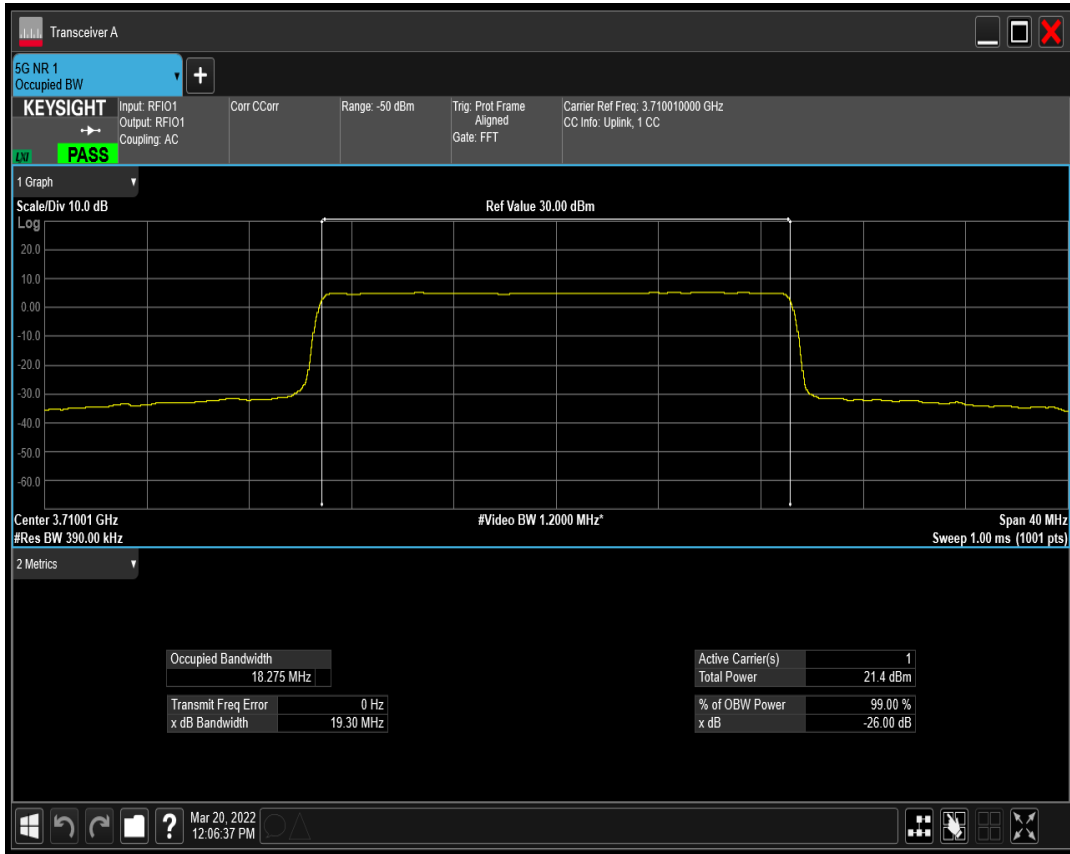 Transceiver A
5G NR 1
Occupied BW
+
KEYSIGHT
LXI
PASS
Input: RFIO1
Output: RFIO1
Coupling: AC
Corr CCorr
Range: -50 dBm
Trig: Prot Frame
Aligned
Gate: FFT
Carrier Ref Freq: 3.710010000 GHz
CC Info: Uplink, 1 CC
1 Graph
Scale/Div 10.0 dB
Ref Value 30.00 dBm
Log
20.0
10.0
0.00
-10.0
-20.0
-30.0
-40.0
-50.0
-60.0
Center 3.71001 GHz
#Video BW 1.2000 MHz*
Span 40 MHz
#Res BW 390.00 kHz
Sweep 1.00 ms (1001 pts)
2 Metrics
Occupied Bandwidth
18.275 MHz
Transmit Freq Error 0 Hz
x dB Bandwidth 19.30 MHz
Active Carrier(s) 1
Total Power 21.4 dBm
% of OBW Power 99.00 %
x dB -26.00 dB
?
Mar 20, 2022
12:06:37 PM